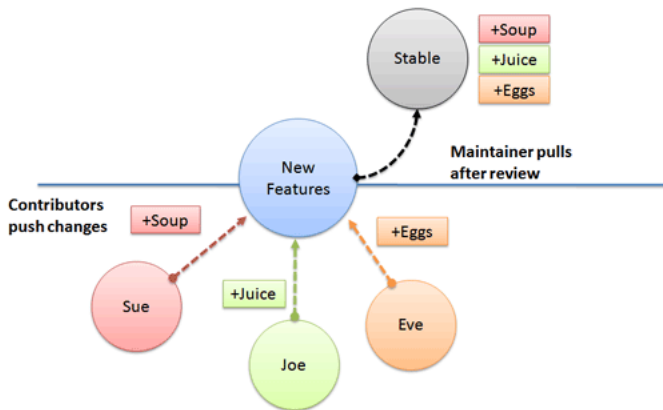 +Soup
Stable
+Juice
+Eggs
New
Features
Maintainer pulls
after review
Contributors
push changes
+Soup
+Eggs
+Juice
Sue
Eve
Joe